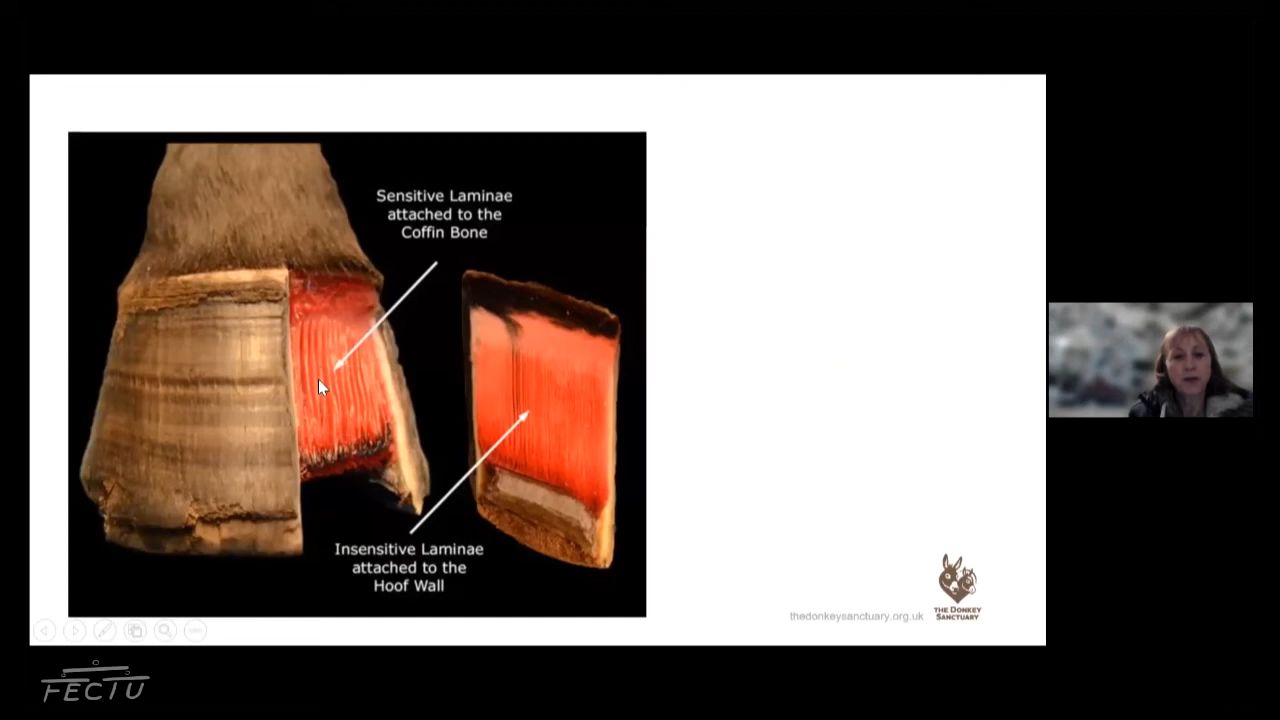 Sensitive Laminae
attached to the
Coffin Bone
Insensitive Laminae
attached to the
Hoof Wall
thedonkeysanctuary.org.uk
THE DONKEY
SANCTUARY
FECTU